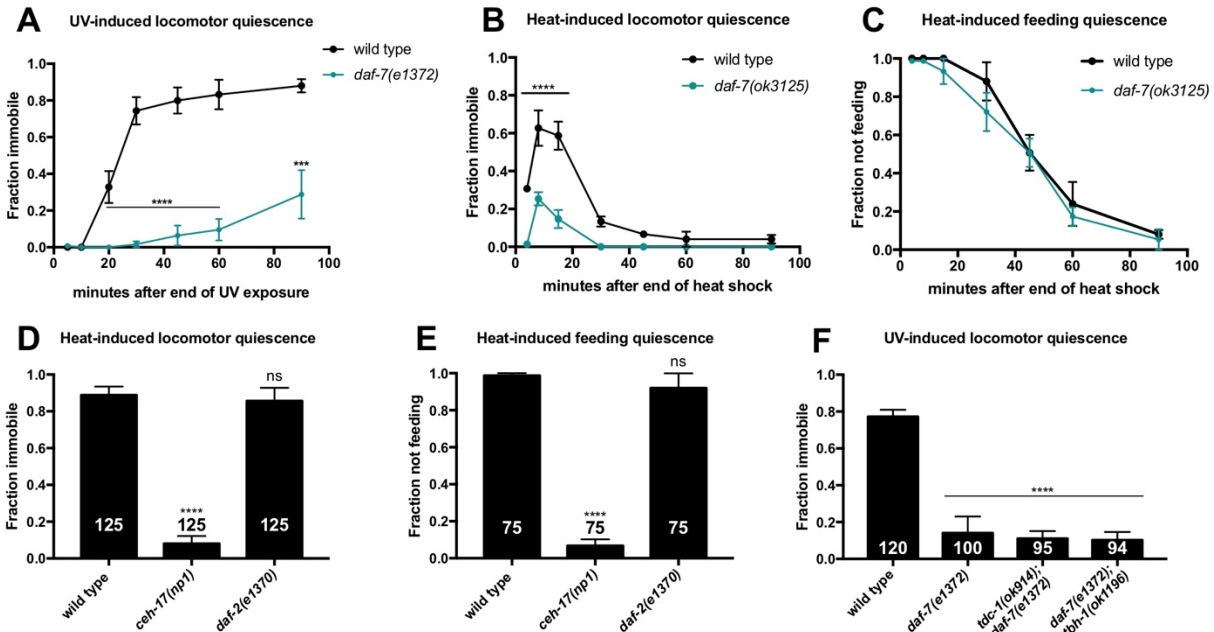 A
UV-induced locomotor quiescence
wild type
daf-7(e1372)
Fraction immobile
1.0
0.8
0.6
0.4
0.2
0.0
****
***
0 20 40 60 80 100
minutes after end of UV exposure
B
Heat-induced locomotor quiescence
wild type
daf-7(ok3125)
Fraction immobile
1.0
0.8
0.6
0.4
0.2
0.0
****
0 20 40 60 80 100
minutes after end of heat shock
C
Heat-induced feeding quiescence
wild type
daf-7(ok3125)
Fraction not feeding
1.0
0.8
0.6
0.4
0.2
0.0
0 20 40 60 80 100
minutes after end of heat shock
D
Heat-induced locomotor quiescence
Fraction immobile
1.0
0.8
0.6
0.4
0.2
0.0
ns
****
125 125 125
wild type
ceh-17(np1)
daf-2(e1370)
E
Heat-induced feeding quiescence
Fraction not feeding
1.0
0.8
0.6
0.4
0.2
0.0
ns
****
75 75 75
wild type
ceh-17(np1)
daf-2(e1370)
F
UV-induced locomotor quiescence
Fraction immobile
1.0
0.8
0.6
0.4
0.2
0.0
****
120 100 95 94
wild type
daf-7(e1372)
tdc-1(ok914);
daf-7(e1372)
daf-7(e1372);
tbh-1(ok1196)